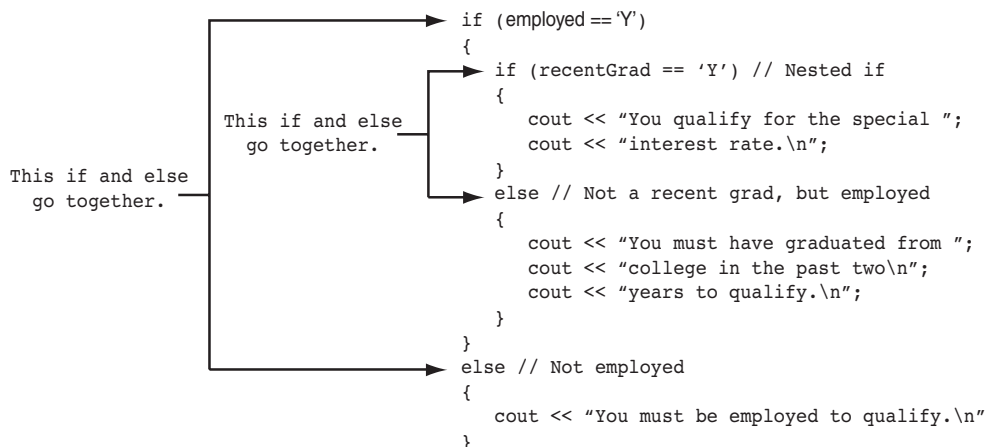 if (employed == ‘Y’)
{
if (recentGrad == ‘Y’) // Nested if
{
cout << “You qualify for the special ”;
cout << “interest rate.\n”;
}
else // Not a recent grad, but employed
{
cout << “You must have graduated from ”;
cout << “college in the past two\n”;
cout << “years to qualify.\n”;
}
}
else // Not employed
{
cout << “You must be employed to qualify.\n”
}
This if and else
go together.
This if and else
go together.